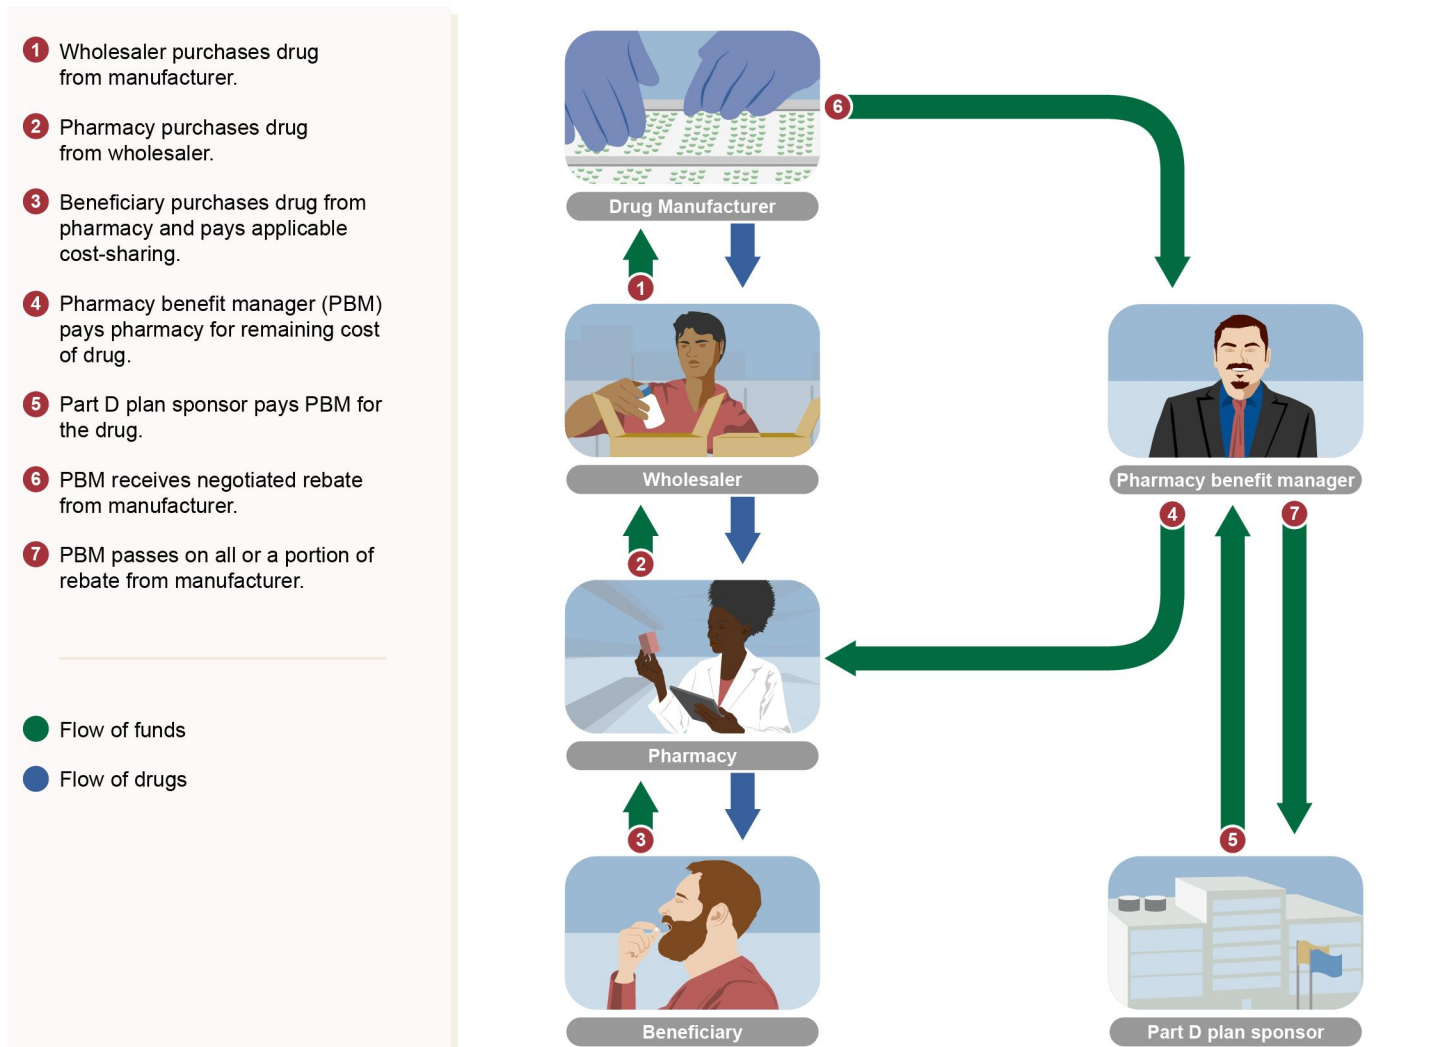 1 Wholesaler purchases drug
from manufacturer.
2 Pharmacy purchases drug
from wholesaler.
3 Beneficiary purchases drug from
pharmacy and pays applicable
cost-sharing.
4 Pharmacy benefit manager (PBM)
pays pharmacy for remaining cost
of drug.
5 Part D plan sponsor pays PBM for
the drug.
6 PBM receives negotiated rebate
from manufacturer.
7 PBM passes on all or a portion of
rebate from manufacturer.
Flow of funds
Flow of drugs
6
Drug Manufacturer
1
Wholesaler
Pharmacy benefit manager
4
7
2
Pharmacy
3
5
Beneficiary
Part D plan sponsor